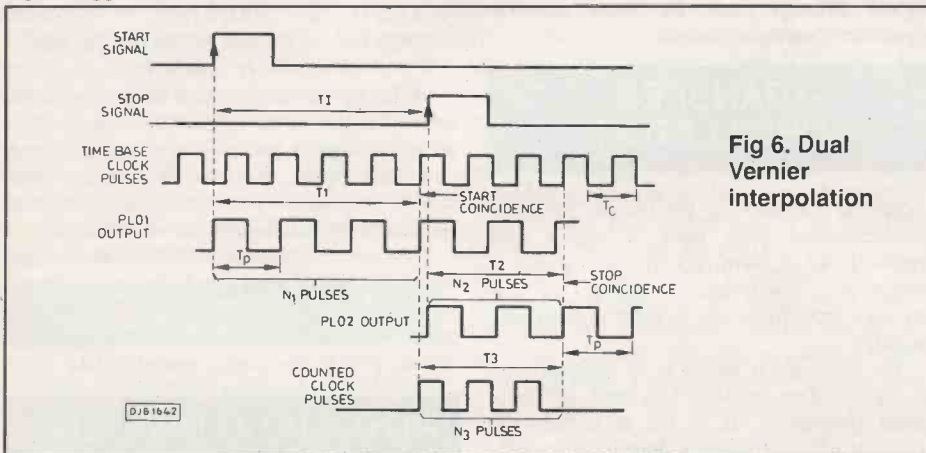 START
SIGNAL
TI
STOP
SIGNAL
TIME BASE
CLOCK
PULSES
T1
START
COINCIDENCE
TC
PLO1
OUTPUT
Tp
T2
N1 PULSES
N2 PULSES
STOP
COINCIDENCE
PLO2 OUTPUT
Tp
T3
COUNTED
CLOCK
PULSES
N3 PULSES
DJB1642
Fig 6. Dual
Vernier
interpolation